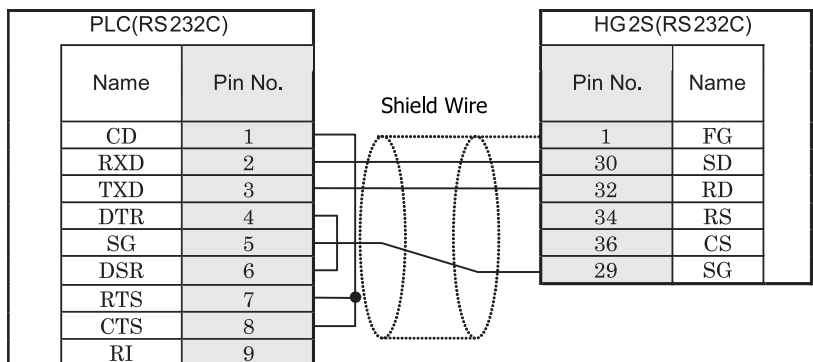 PLC(RS232C) HG2S(RS232C)
Name Pin No. Pin No. Name
Shield Wire
CD 1 1 FG
RXD 2 30 SD
TXD 3 32 RD
DTR 4 34 RS
SG 5 36 CS
DSR 6 29 SG
RTS 7
CTS 8
RI 9